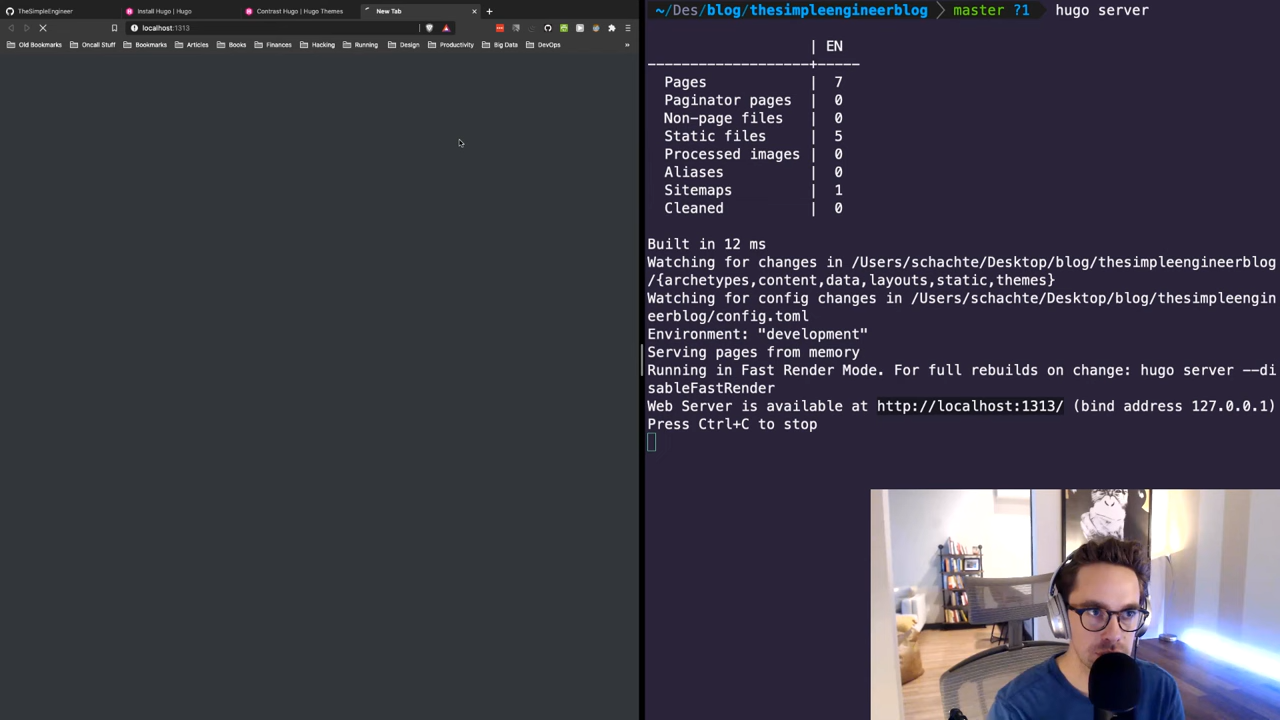 TheSimpleEngineer
Install Hugo | Hugo
Contrast Hugo | Hugo Themes
New Tab
localhost:1313
Old Bookmarks
Oncall Stuff
Bookmarks
Articles
Books
Finances
Hacking
Running
Design
Productivity
Big Data
DevOps
»
~/Des/blog/thesimpleengineerblog master ?1 hugo server
| EN
-------------------+-----
Pages | 7
Paginator pages | 0
Non-page files | 0
Static files | 5
Processed images | 0
Aliases | 0
Sitemaps | 1
Cleaned | 0
Built in 12 ms
Watching for changes in /Users/schachte/Desktop/blog/thesimpleengineerblog
/{archetypes,content,data,layouts,static,themes}
Watching for config changes in /Users/schachte/Desktop/blog/thesimpleengin
eerblog/config.toml
Environment: "development"
Serving pages from memory
Running in Fast Render Mode. For full rebuilds on change: hugo server --di
sableFastRender
Web Server is available at http://localhost:1313/ (bind address 127.0.0.1)
Press Ctrl+C to stop